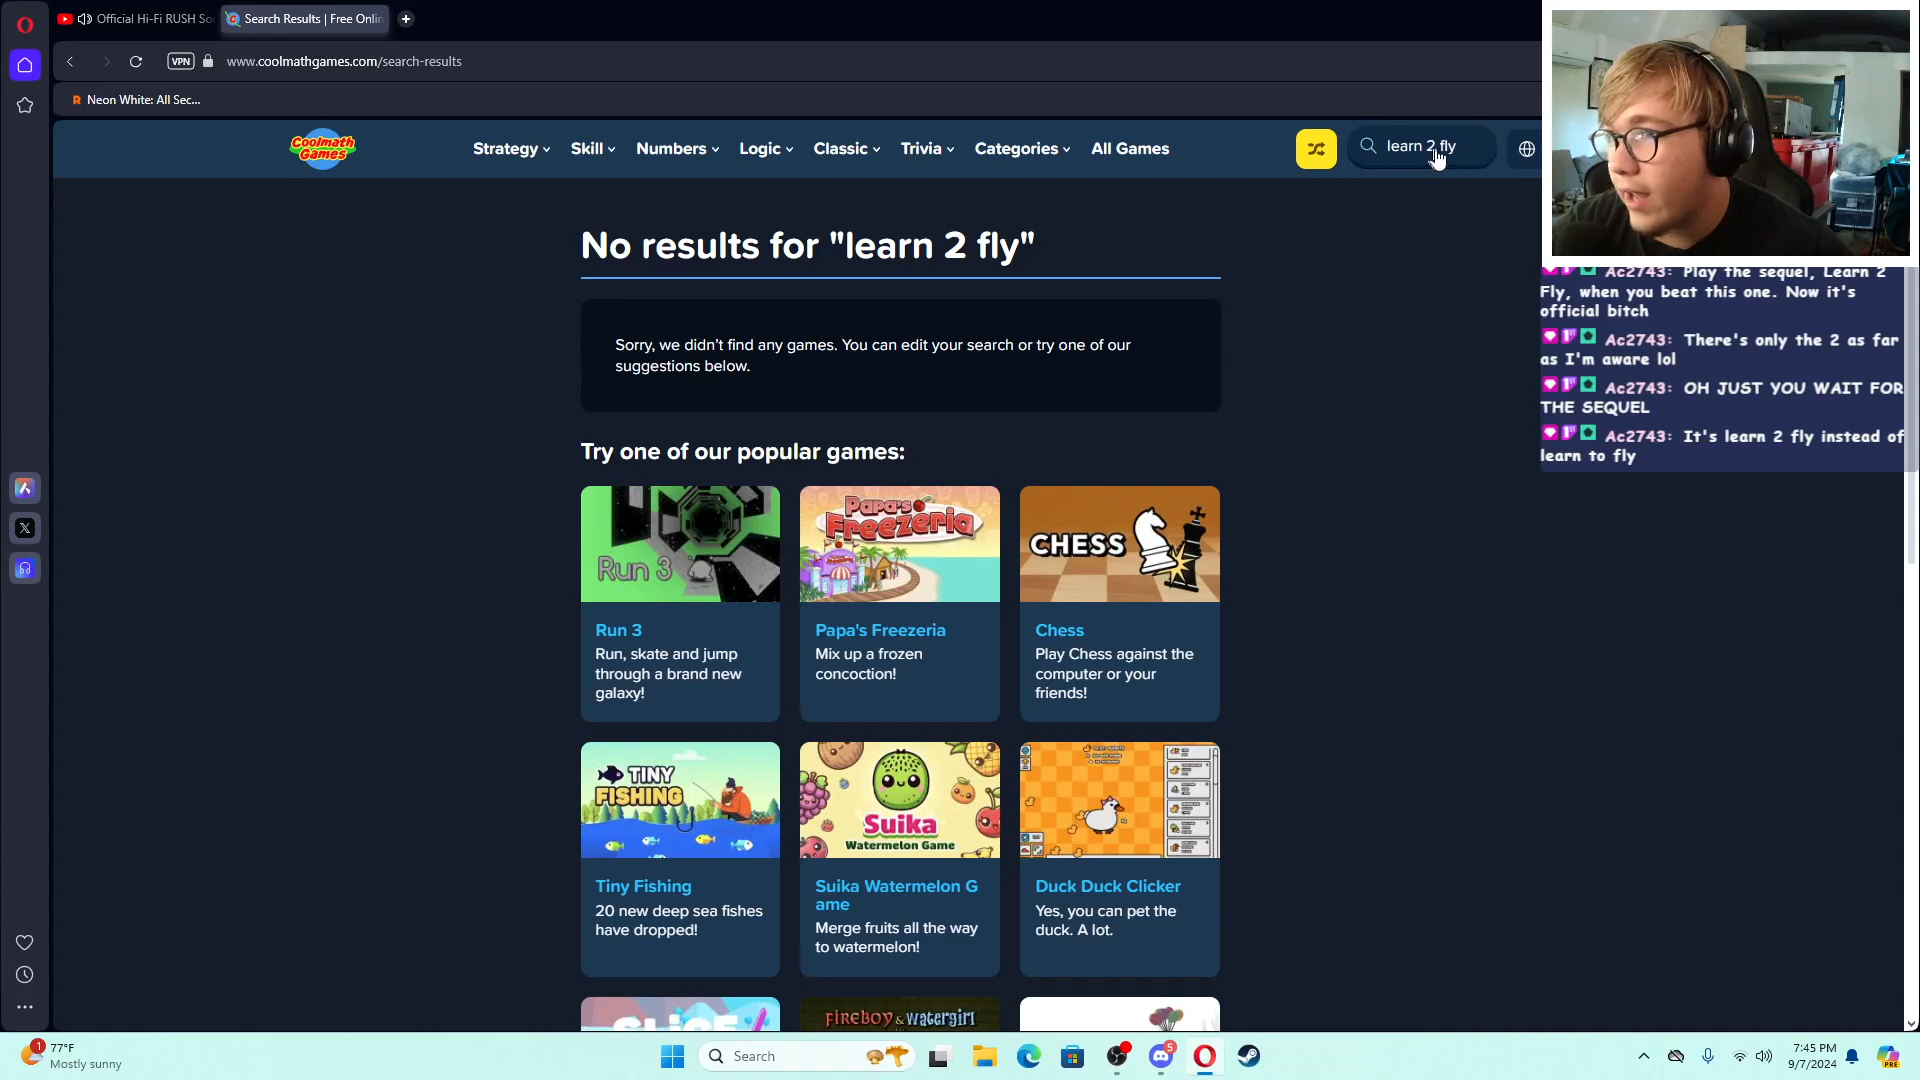 Official Hi-Fi RUSH So
Search Results | Free Onlin
VPN
www.coolmathgames.com/search-results
R Neon White: All Sec...
Coolmath Games
Strategy
Skill
Numbers
Logic
Classic
Trivia
Categories
All Games
learn 2 fly
No results for "learn 2 fly"
Sorry, we didn't find any games. You can edit your search or try one of our
suggestions below.
Try one of our popular games:
Run 3
Papa's Freezeria
CHESS
Run 3
Run, skate and jump
through a brand new
galaxy!
Papa's Freezeria
Mix up a frozen
concoction!
Chess
Play Chess against the
computer or your
friends!
TINY
FISHING
Suika
Watermelon Game
Tiny Fishing
20 new deep sea fishes
have dropped!
Suika Watermelon G
ame
Merge fruits all the way
to watermelon!
Duck Duck Clicker
Yes, you can pet the
duck. A lot.
FIREBOY & WATERGIRL
Ac2743: Play the sequel, Learn 2
Fly, when you beat this one. Now it's
official bitch
Ac2743: There's only the 2 as far
as I'm aware lol
Ac2743: OH JUST YOU WAIT FOR
THE SEQUEL
Ac2743: It's learn 2 fly instead of
learn to fly
1
77°F
Mostly sunny
Search
5
7:45 PM
9/7/2024
PRE